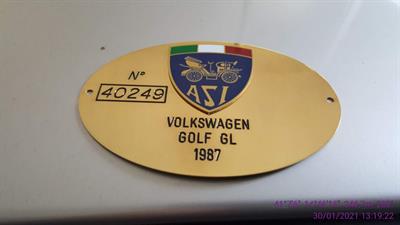 N°
40249
ASI
VOLKSWAGEN
GOLF GL
1987
30/01/2021 13:19:22